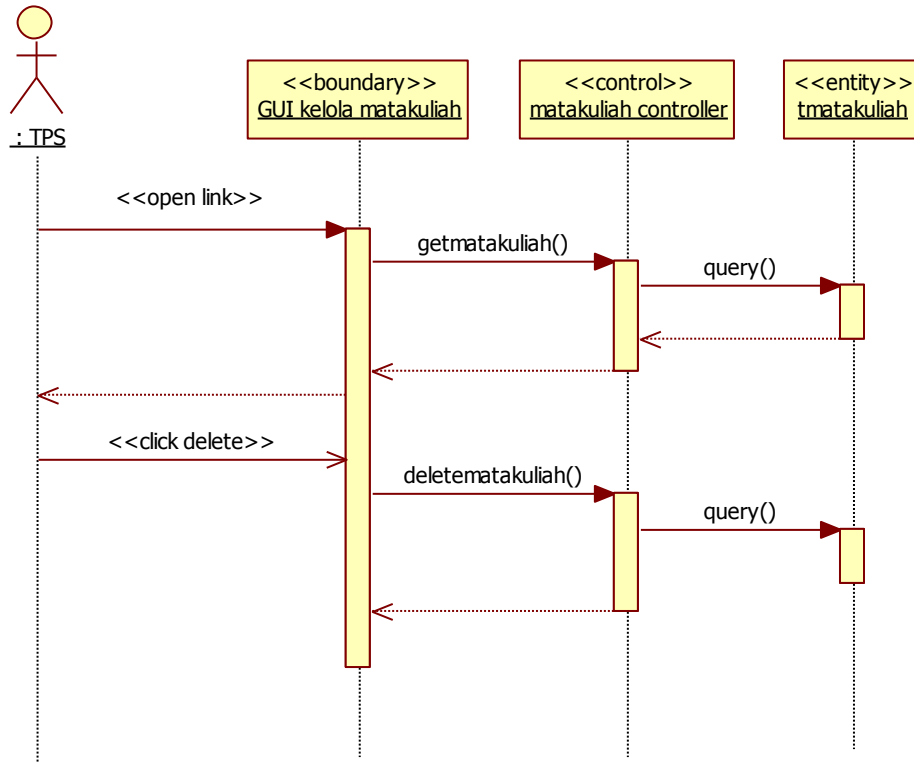 <<boundary>>
GUI kelola matakuliah
<<control>>
matakuliah controller
<<entity>>
tmatakuliah
: TPS
<<open link>>
getmatakuliah()
query()
<<click delete>>
deletematakuliah()
query()